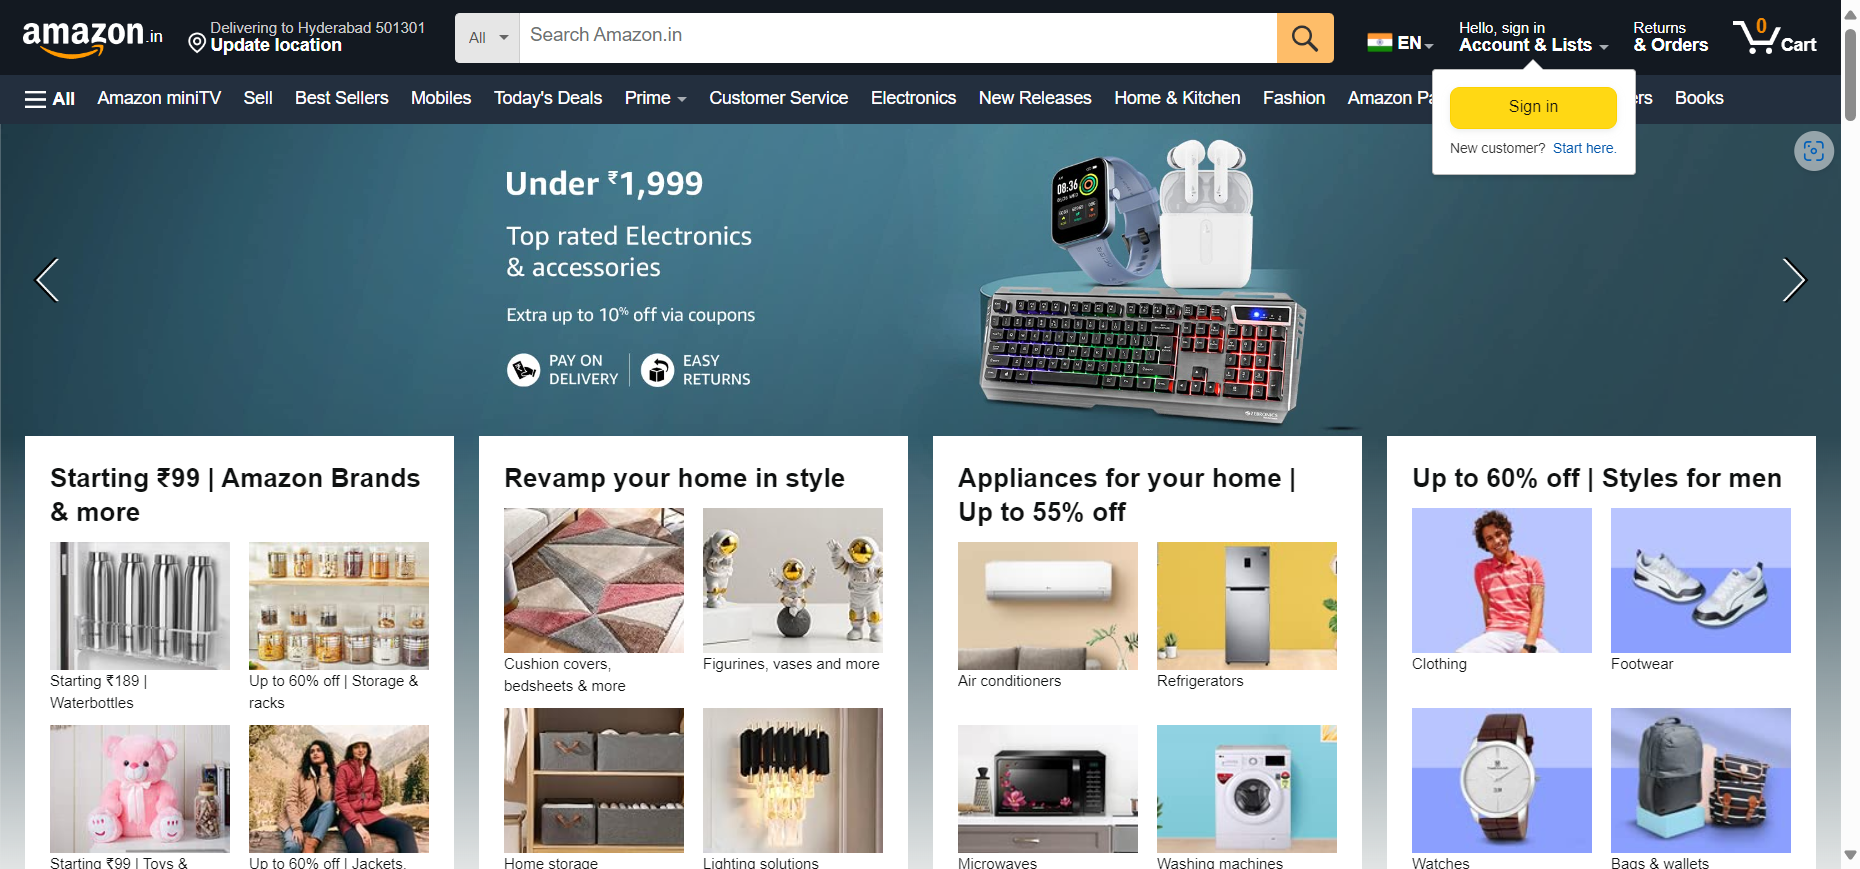 amazon.in
Delivering to Hyderabad 501301
Update location
All
Search Amazon.in
EN
Hello, sign in
Account & Lists
Returns
& Orders
0
Cart
All
Amazon miniTV
Sell
Best Sellers
Mobiles
Today's Deals
Prime
Customer Service
Electronics
New Releases
Home & Kitchen
Fashion
Amazon
Books
Sign in
New customer? Start here.
Under ₹1,999
Top rated Electronics
& accessories
Extra up to 10% off via coupons
PAY ON
DELIVERY
EASY
RETURNS
08:36
Starting ₹99 | Amazon Brands
& more
Starting ₹189 |
Waterbottles
Up to 60% off | Storage &
racks
Starting ₹99 | Toys &
Up to 60% off | Jackets,
Revamp your home in style
Cushion covers,
bedsheets & more
Figurines, vases and more
Home storage
Lighting solutions
Appliances for your home |
Up to 55% off
Air conditioners
Refrigerators
Microwaves
Washing machines
Up to 60% off | Styles for men
Clothing
Footwear
Watches
Bags & wallets